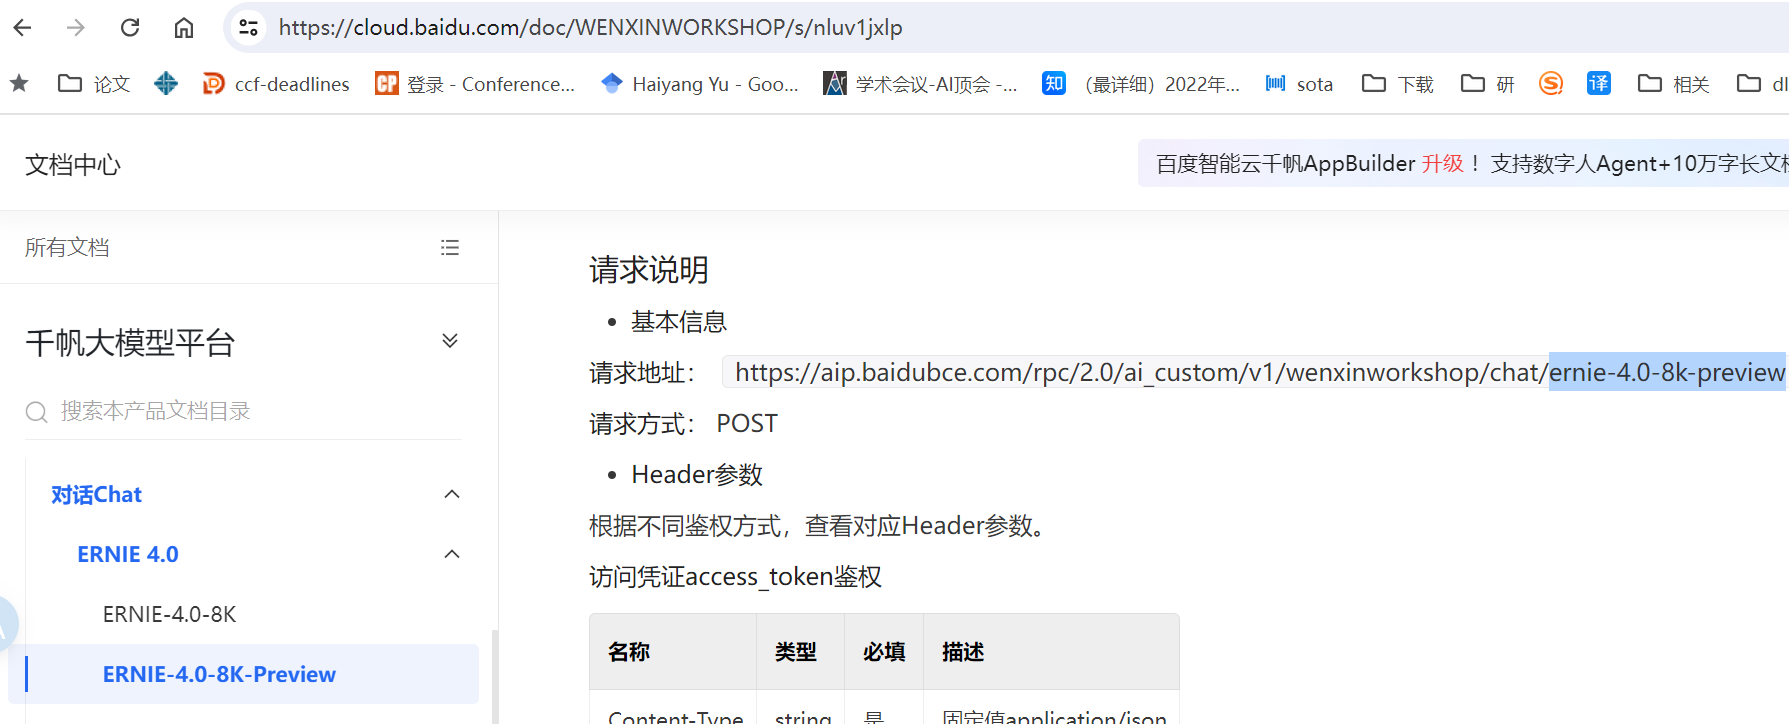 https://cloud.baidu.com/doc/WENXINWORKSHOP/s/nluv1jxlp
论文 ccf-deadlines CP 登录 - Conference... Haiyang Yu - Goo... 学术会议-AI顶会 -... 知 （最详细）2022年... sota 下载 研 译 相关 dl
文档中心
百度智能云千帆AppBuilder 升级！支持数字人Agent+10万字长文档
所有文档
千帆大模型平台
搜索本产品文档目录
对话Chat
ERNIE 4.0
ERNIE-4.0-8K
ERNIE-4.0-8K-Preview
请求说明
• 基本信息
请求地址： https://aip.baidubce.com/rpc/2.0/ai_custom/v1/wenxinworkshop/chat/ernie-4.0-8k-preview
请求方式： POST
• Header参数
根据不同鉴权方式，查看对应Header参数。
访问凭证access_token鉴权
名称 类型 必填 描述
Content-Type string 是 固定值application/json